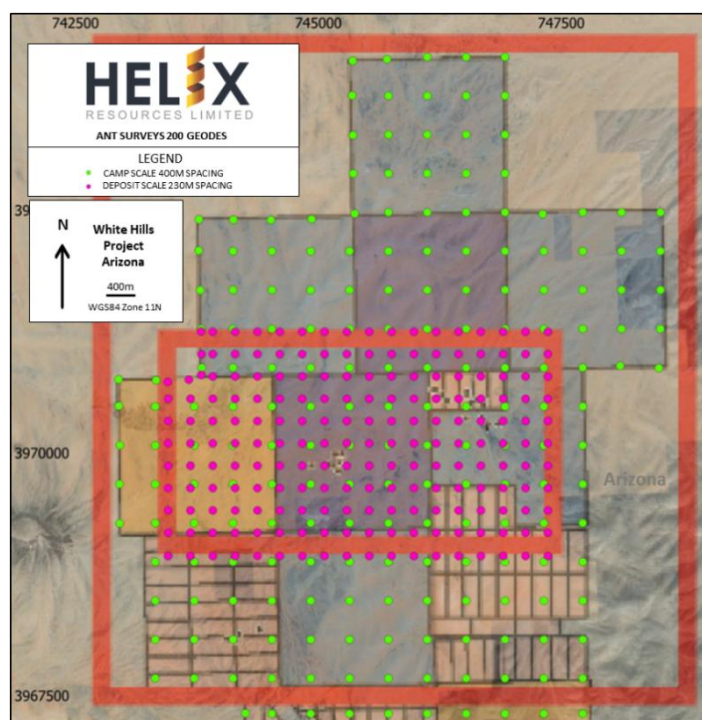 742500 745000 747500
HELIX
RESOURCES LIMITED
ANT SURVEYS 200 GEODES
LEGEND
CAMP SCALE 400M SPACING
DEPOSIT SCALE 230M SPACING
N
White Hills
Project
Arizona
400m
WGS84 Zone 11N
3970000
Arizona
3967500